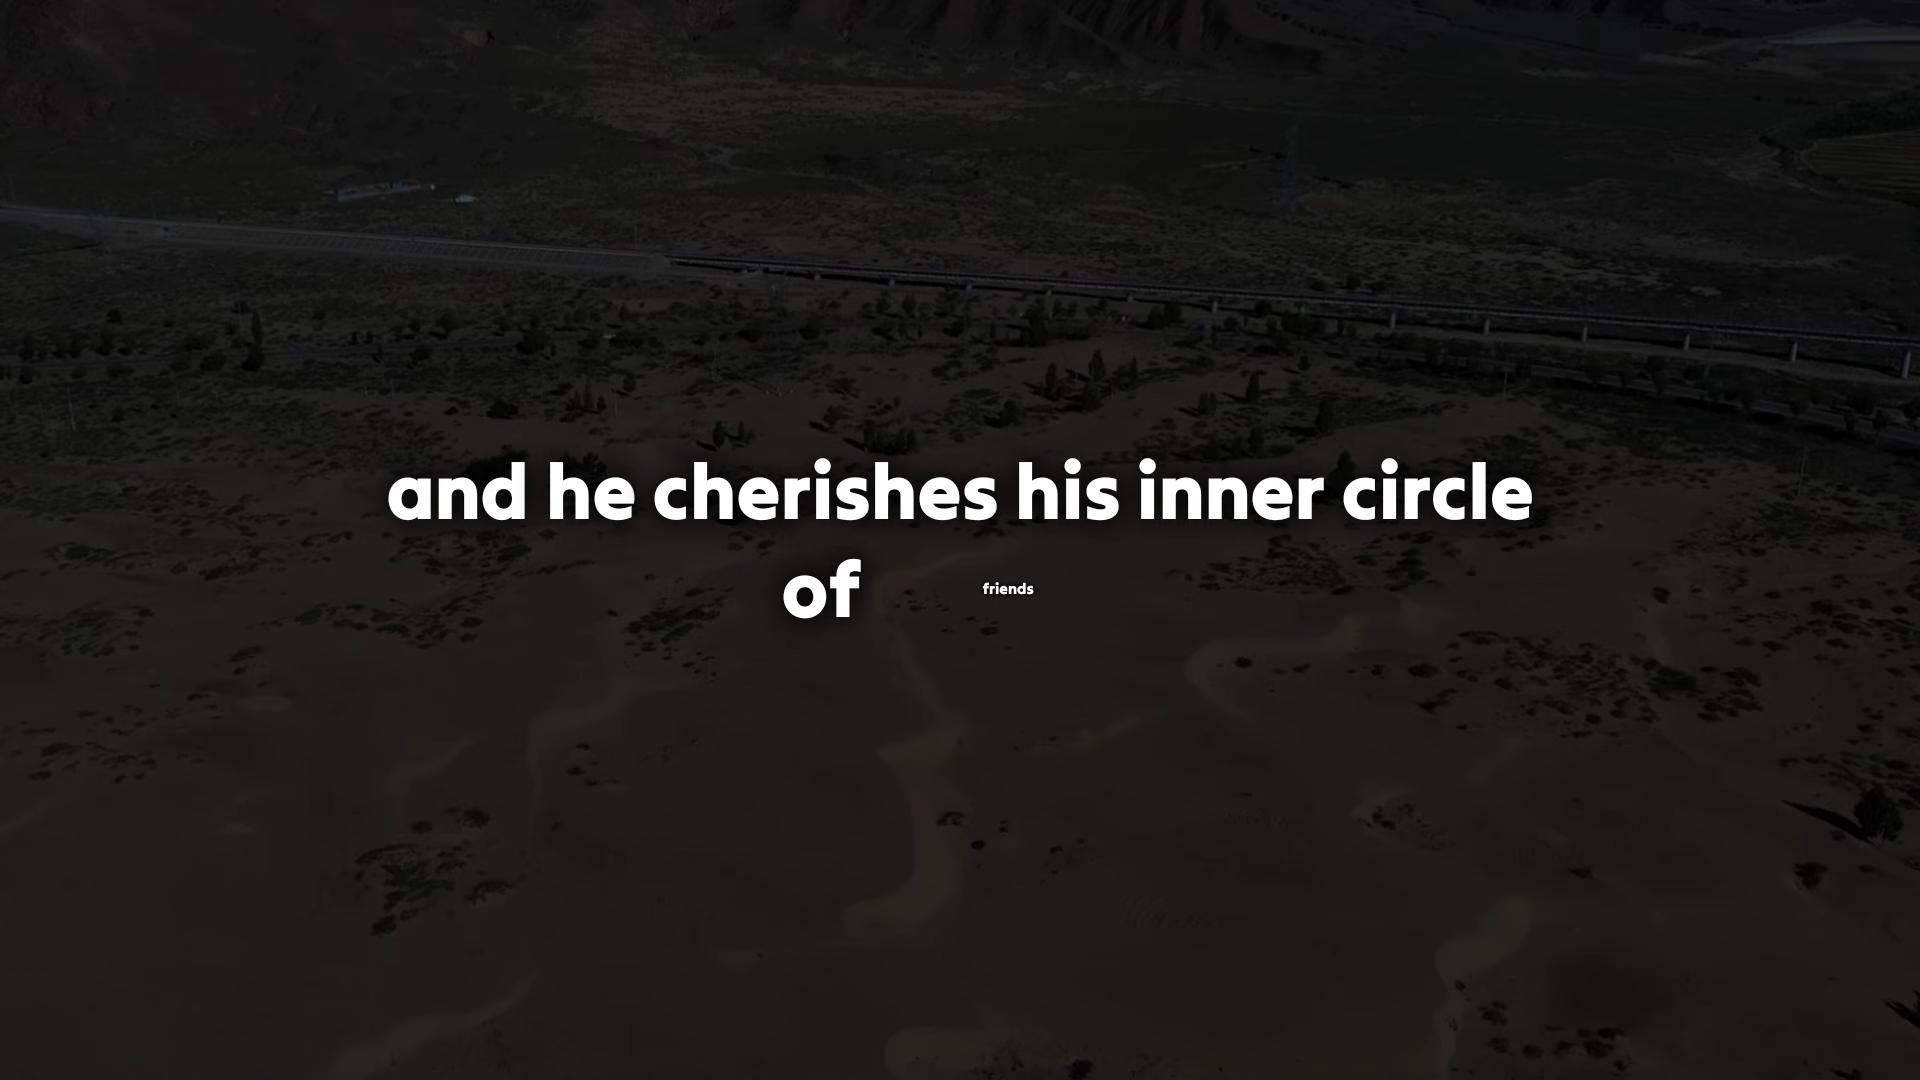 and he cherishes his inner circle
of friends